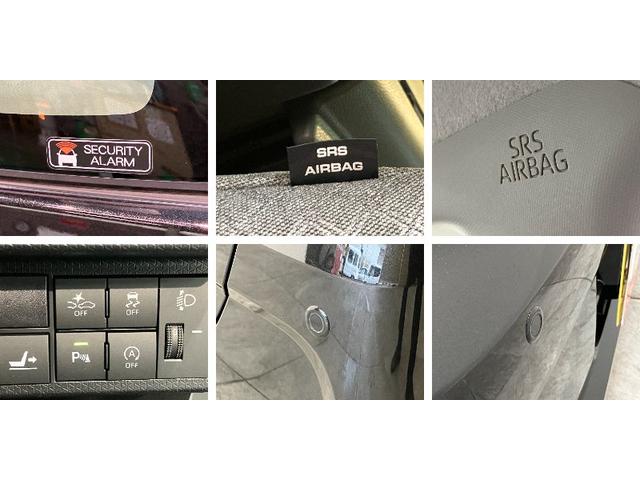 SECURITY
ALARM
SRS
AIRBAG
SRS
AIRBAG
OFF
OFF
P
A
OFF